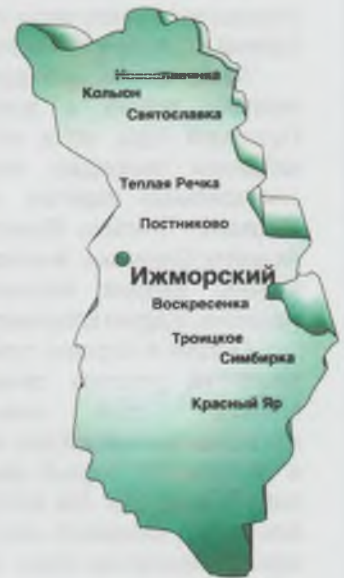 Колыон
Святославка
Теплая Речка
Постниково
Ижморский
Воскресенка
Троицкое
Симбирка
Красный Яр